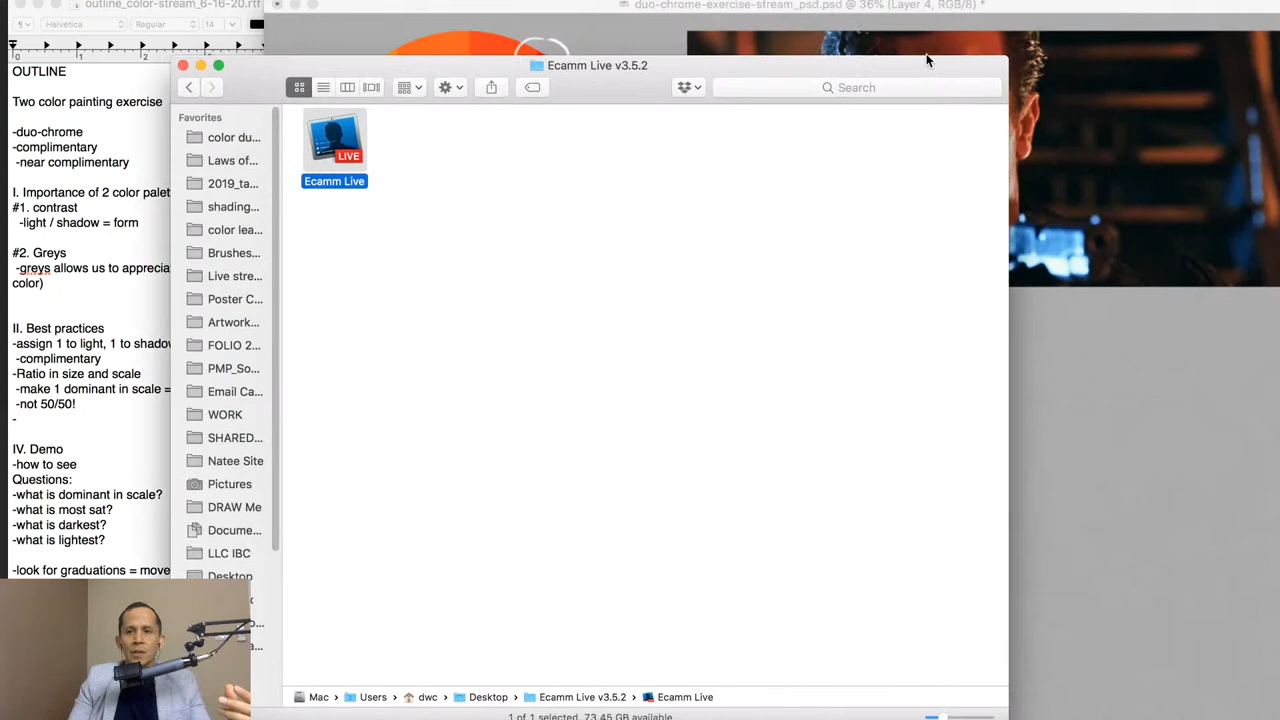 outline_color-stream_6-16-20.rtf
duo-chrome-exercise-stream_psd.psd @ 36% (Layer 4, RGB/8) *
¶
Helvetica
Regular
14
0
1
2
OUTLINE
Two color painting exercise
-duo-chrome
-complimentary
-near complimentary
I. Importance of 2 color palet
#1. contrast
-light / shadow = form
#2. Greys
-greys allows us to apprecia
color)
II. Best practices
-assign 1 to light, 1 to shadow
-complimentary
-Ratio in size and scale
-make 1 dominant in scale =
-not 50/50!
-
IV. Demo
-how to see
Questions:
-what is dominant in scale?
-what is most sat?
-what is darkest?
-what is lightest?
-look for graduations = move
Ecamm Live v3.5.2
Search
Favorites
color du...
Laws of...
2019_ta...
shading...
color lea...
Brushes...
Live stre...
Poster C...
Artwork...
FOLIO 2...
PMP_So...
Email Ca...
WORK
SHARED...
Natee Site
Pictures
DRAW Me
Docume...
LLC IBC
Desktop
LIVE
Ecamm Live
Mac › Users › dwc › Desktop › Ecamm Live v3.5.2 › Ecamm Live
1 of 1 selected, 73.45 GB available